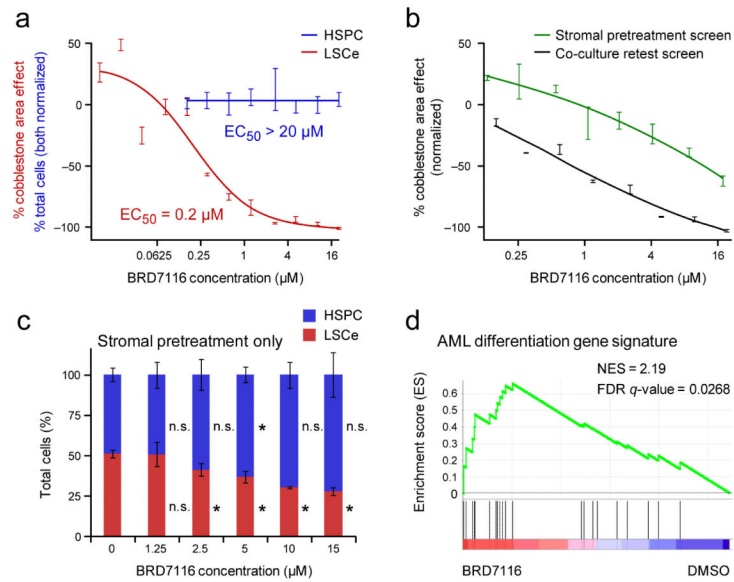 a
HSPC
LSCe
% cobblestone area effect
% total cells (both normalized)
50
0
−50
−100
EC50 > 20 µM
EC50 = 0.2 µM
0.0625
0.25
1
4
16
BRD7116 concentration (µM)
b
Stromal pretreatment screen
Co-culture retest screen
% cobblestone area effect
(normalized)
50
0
−50
−100
0.25
1
4
16
BRD7116 concentration (µM)
c
HSPC
LSCe
Stromal pretreatment only
Total cells (%)
100
75
50
25
0
n.s. n.s. * n.s. n.s.
n.s. * * * *
0 1.25 2.5 5 10 15
BRD7116 concentration (µM)
d
AML differentiation gene signature
NES = 2.19
FDR q-value = 0.0268
Enrichment score (ES)
0.6
0.5
0.4
0.3
0.2
0.1
0
BRD7116 DMSO